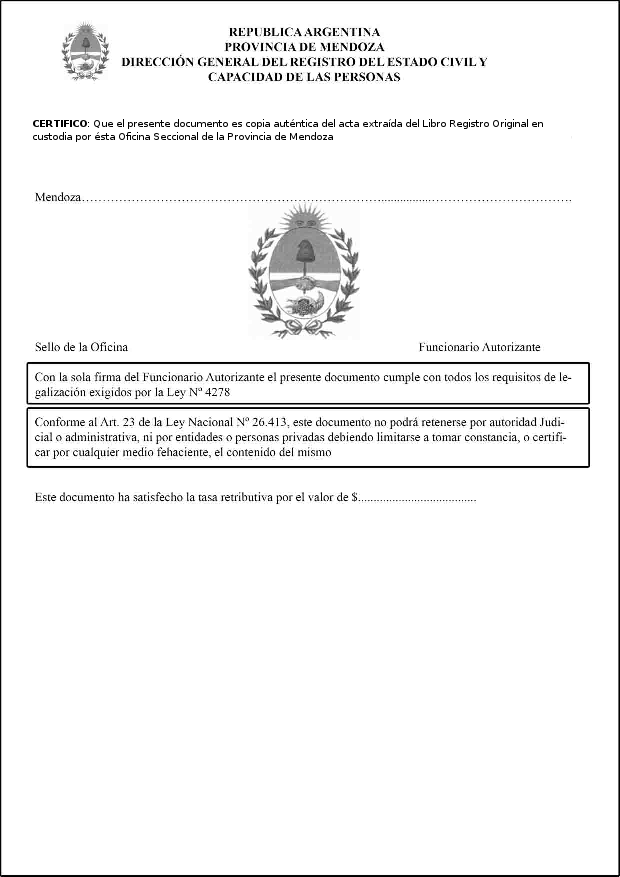 REPUBLICA ARGENTINA
PROVINCIA DE MENDOZA
DIRECCIÓN GENERAL DEL REGISTRO DEL ESTADO CIVIL Y
CAPACIDAD DE LAS PERSONAS
CERTIFICO: Que el presente documento es copia auténtica del acta extraída del Libro Registro Original en
custodia por ésta Oficina Seccional de la Provincia de Mendoza
Mendoza……………………………………………………………................…………………………….
Sello de la Oficina
Funcionario Autorizante
Con la sola firma del Funcionario Autorizante el presente documento cumple con todos los requisitos de le-
galización exigidos por la Ley Nº 4278
Conforme al Art. 23 de la Ley Nacional Nº 26.413, este documento no podrá retenerse por autoridad Judi-
cial o administrativa, ni por entidades o personas privadas debiendo limitarse a tomar constancia, o certifi-
car por cualquier medio fehaciente, el contenido del mismo
Este documento ha satisfecho la tasa retributiva por el valor de $.......................................